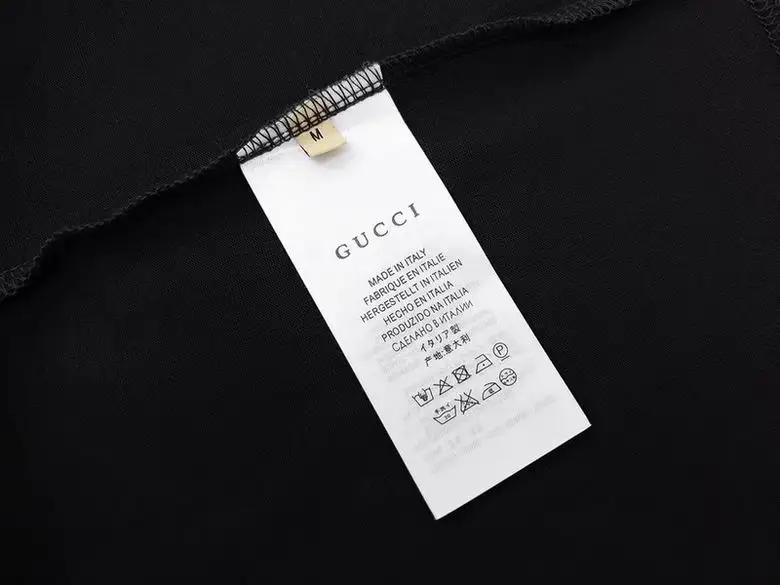 M
GUCCI
MADE IN ITALY
FABRIQUE EN ITALIE
HERGESTELLT IN ITALIEN
HECHO EN ITALIA
PRODUZIDO NA ITALIA
СДЕЛАНО В ИТАЛИИ
イタリア製
产地:意大利
P